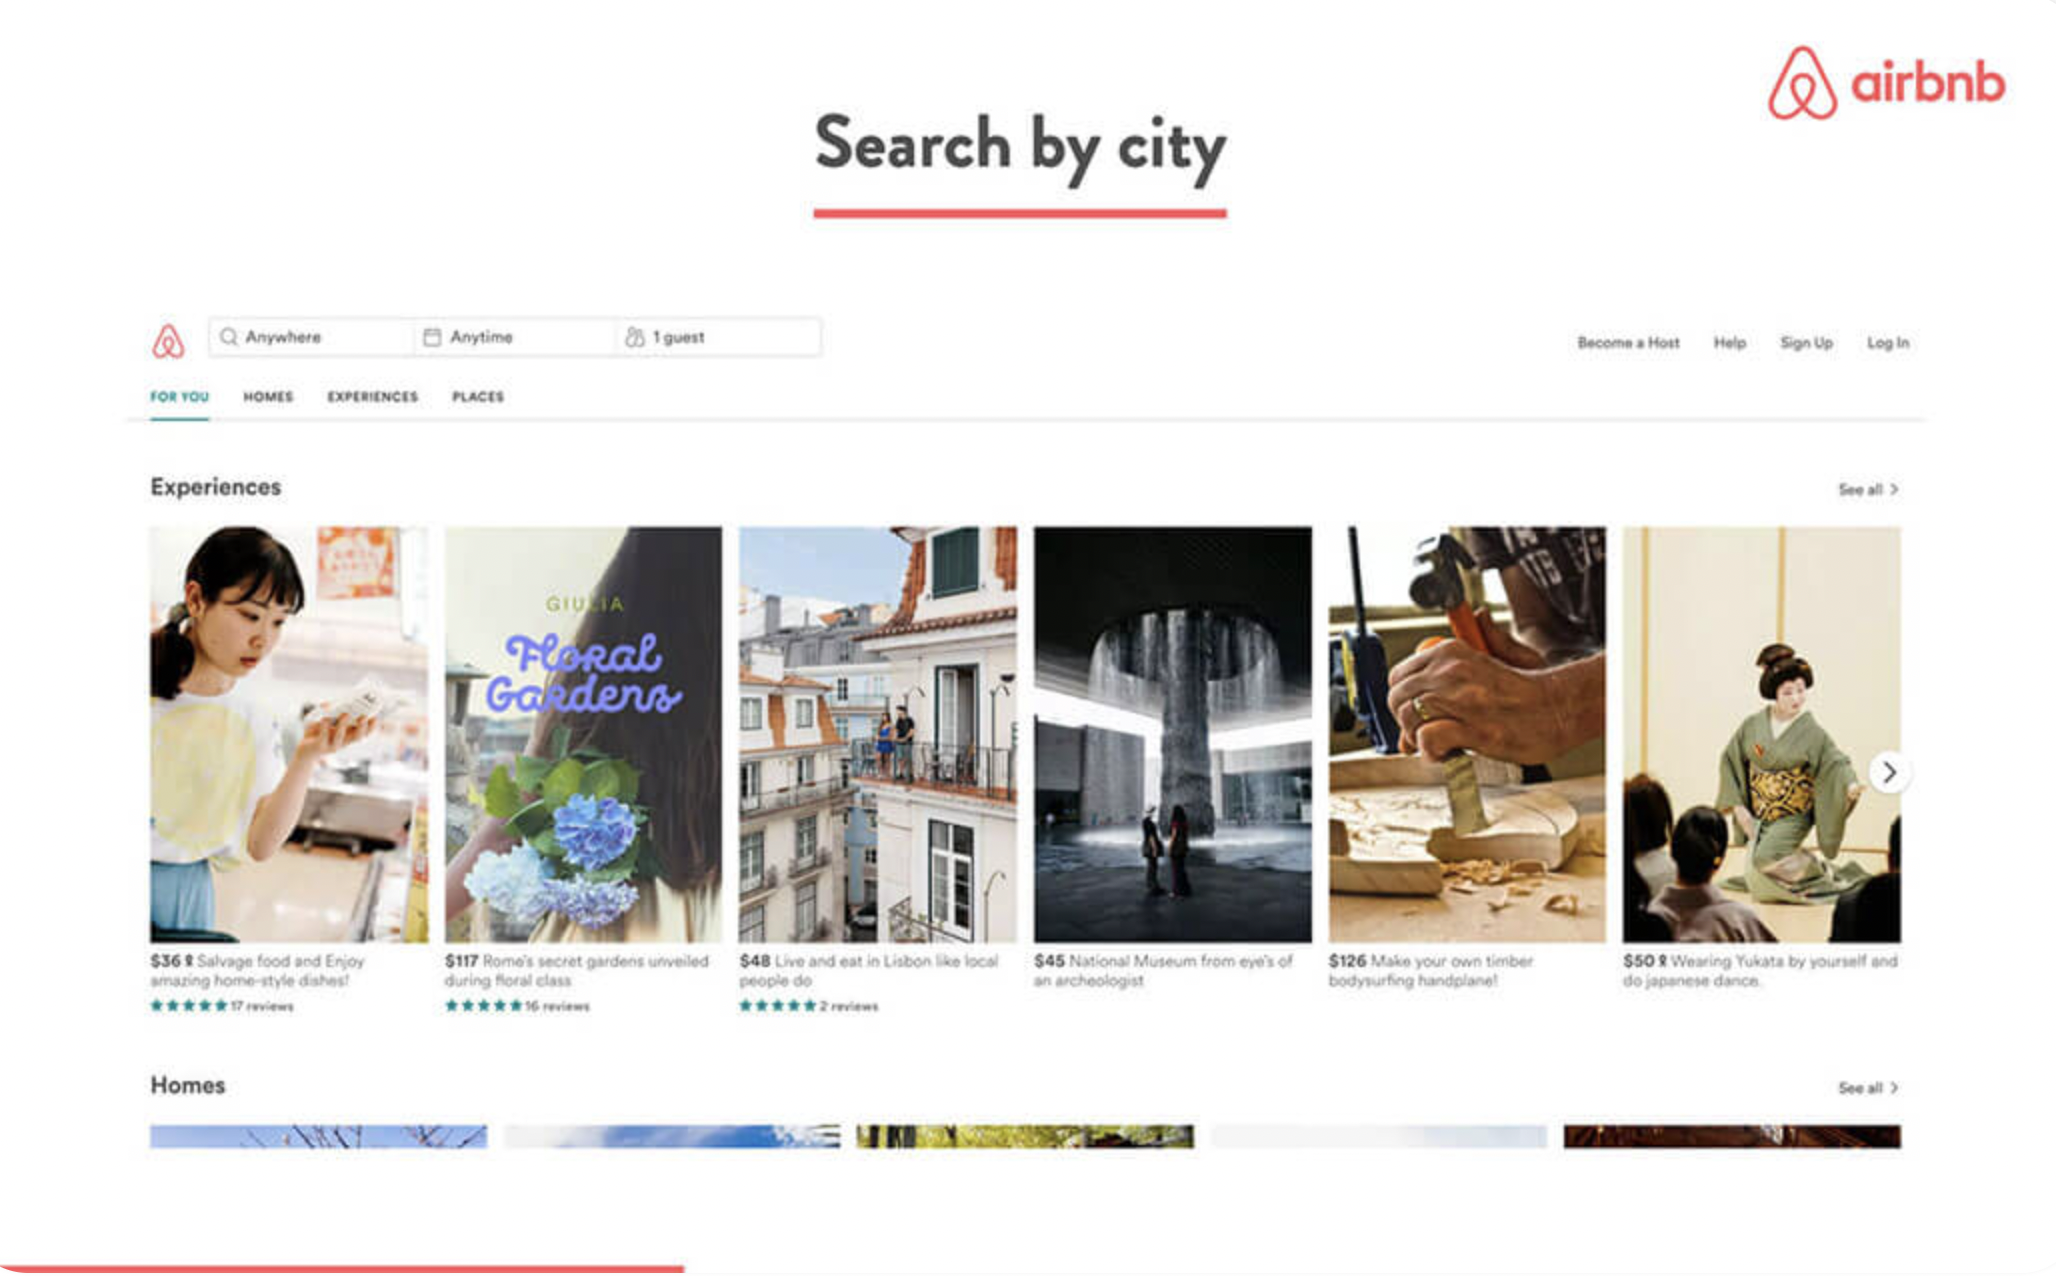 airbnb
Search by city
Anywhere
Anytime
1 guest
Become a Host
Help
Sign Up
Log In
FOR YOU
HOMES
EXPERIENCES
PLACES
Experiences
See all >
GIULIA
Floral
Gardens
$36 Salvage food and Enjoy
amazing home-style dishes!
17 reviews
$117 Rome's secret gardens unveiled
during floral class
16 reviews
$48 Live and eat in Lisbon like local
people do
2 reviews
$45 National Museum from eye's of
an archeologist
$126 Make your own timber
bodysurfing handplane!
$50 Wearing Yukata by yourself and
do japanese dance.
Homes
See all >